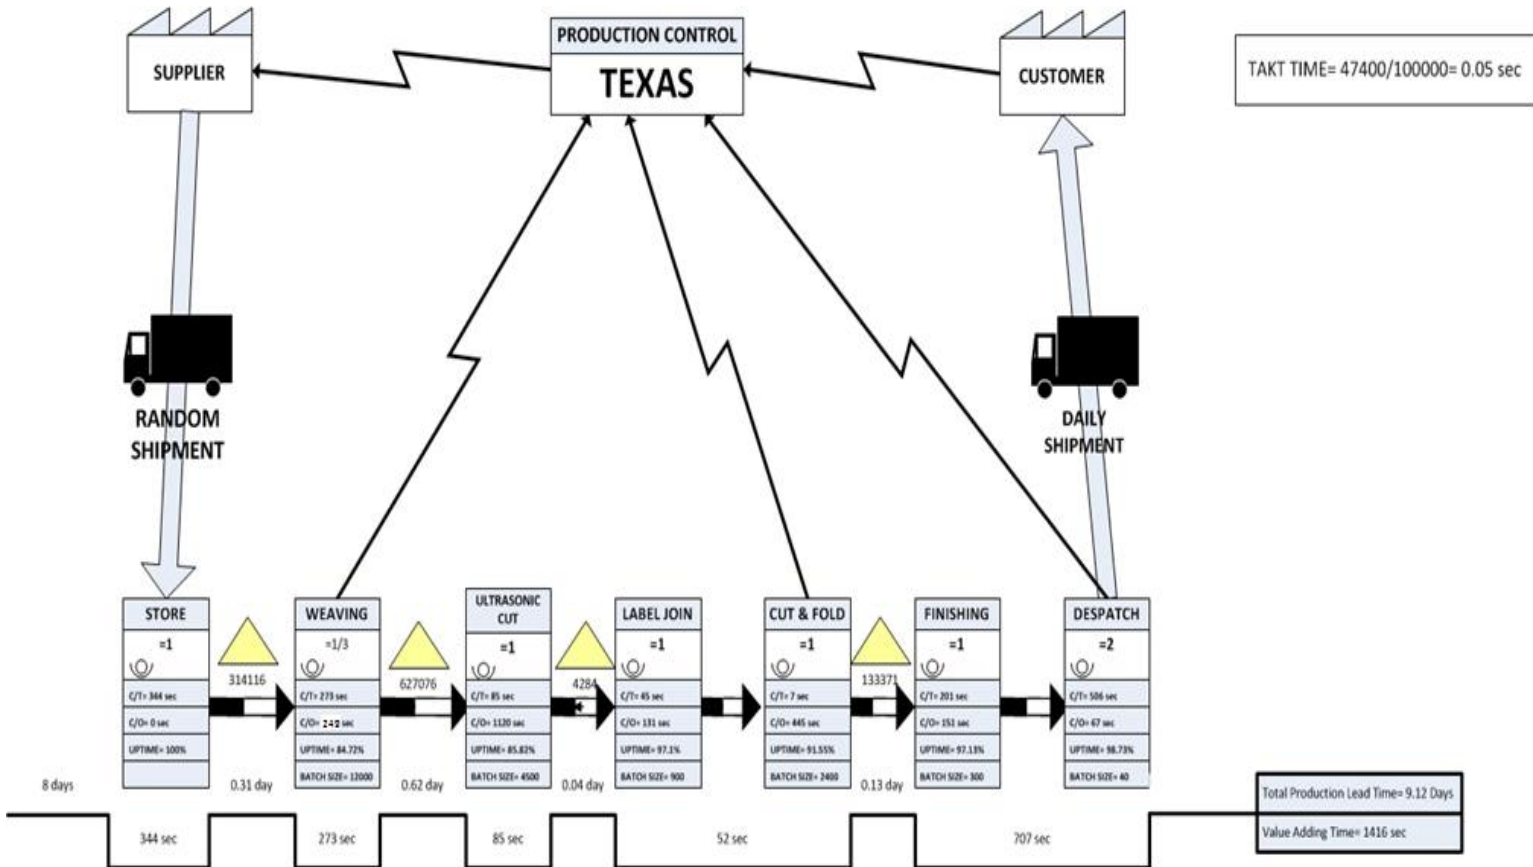 SUPPLIER
PRODUCTION CONTROL
TEXAS
CUSTOMER
TAKT TIME= 47400/100000= 0.05 sec
RANDOM
SHIPMENT
DAILY
SHIPMENT
STORE
=1
C/T= 344 sec
C/O= 0 sec
UPTIME= 100%
314116
WEAVING
=1/3
C/T= 273 sec
C/O= 242 sec
UPTIME= 84.72%
BATCH SIZE= 12000
627076
ULTRASONIC
CUT
=1
C/T= 85 sec
C/O= 1120 sec
UPTIME= 85.82%
BATCH SIZE= 4500
4284
LABEL JOIN
=1
C/T= 45 sec
C/O= 131 sec
UPTIME= 97.1%
BATCH SIZE= 900
CUT & FOLD
=1
C/T= 7 sec
C/O= 445 sec
UPTIME= 91.55%
BATCH SIZE= 2400
133371
FINISHING
=1
C/T= 201 sec
C/O= 151 sec
UPTIME= 97.13%
BATCH SIZE= 300
DESPATCH
=2
C/T= 506 sec
C/O= 67 sec
UPTIME= 98.73%
BATCH SIZE= 40
8 days
0.31 day
0.62 day
0.04 day
0.13 day
344 sec
273 sec
85 sec
52 sec
707 sec
Total Production Lead Time= 9.12 Days
Value Adding Time= 1416 sec